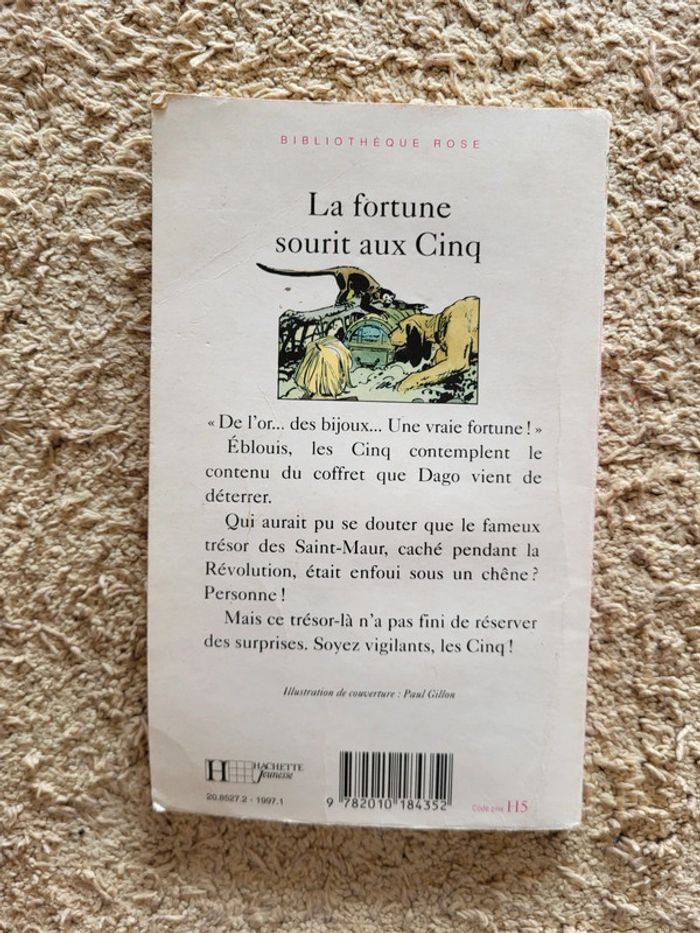 BIBLIOTHÈQUE ROSE
La fortune
sourit aux Cinq
« De l'or... des bijoux... Une vraie fortune ! »
Éblouis, les Cinq contemplent le
contenu du coffret que Dago vient de
déterrer.
Qui aurait pu se douter que le fameux
trésor des Saint-Maur, caché pendant la
Révolution, était enfoui sous un chêne ?
Personne !
Mais ce trésor-là n'a pas fini de réserver
des surprises. Soyez vigilants, les Cinq !
Illustration de couverture : Paul Gillon
H HACHETTE
Jeunesse
20.8527.2 - 1997.1
9 782010 184352
Code prix H5